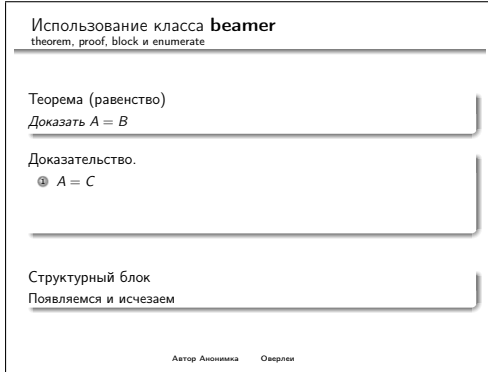 Использование класса beamer
theorem, proof, block и enumerate
Теорема (равенство)
Доказать A = B
Доказательство.
1 A = C
Структурный блок
Появляемся и исчезаем
Автор Анонимка Оверлеи